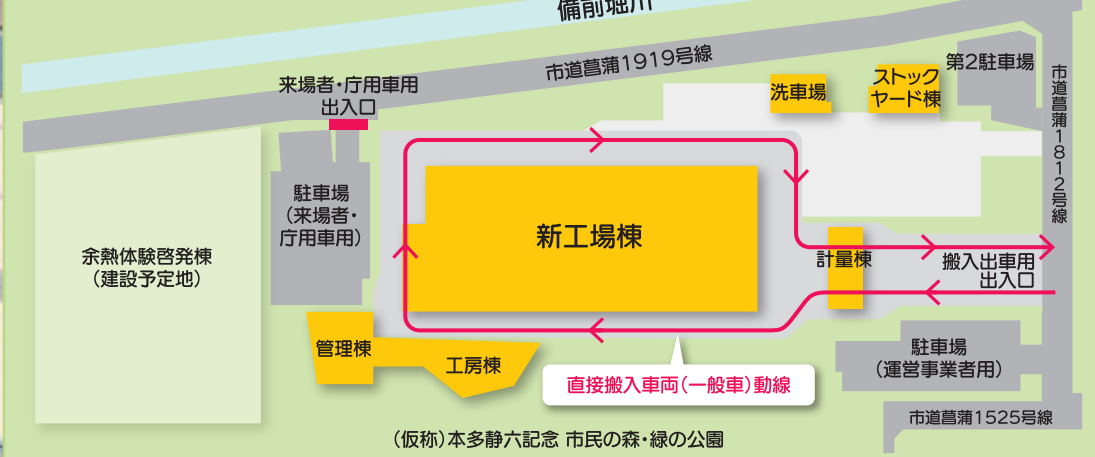 備前堀川
市道菖蒲1919号線
来場者・庁用車用
出入口
洗車場
ストック
ヤード棟
第2駐車場
市道菖蒲1812号線
駐車場
（来場者・
庁用車用）
新工場棟
余熱体験啓発棟
（建設予定地）
計量棟
搬入出車用
出入口
管理棟
工房棟
駐車場
（運営事業者用）
直接搬入車両（一般車）動線
市道菖蒲1525号線
（仮称）本多静六記念 市民の森・緑の公園